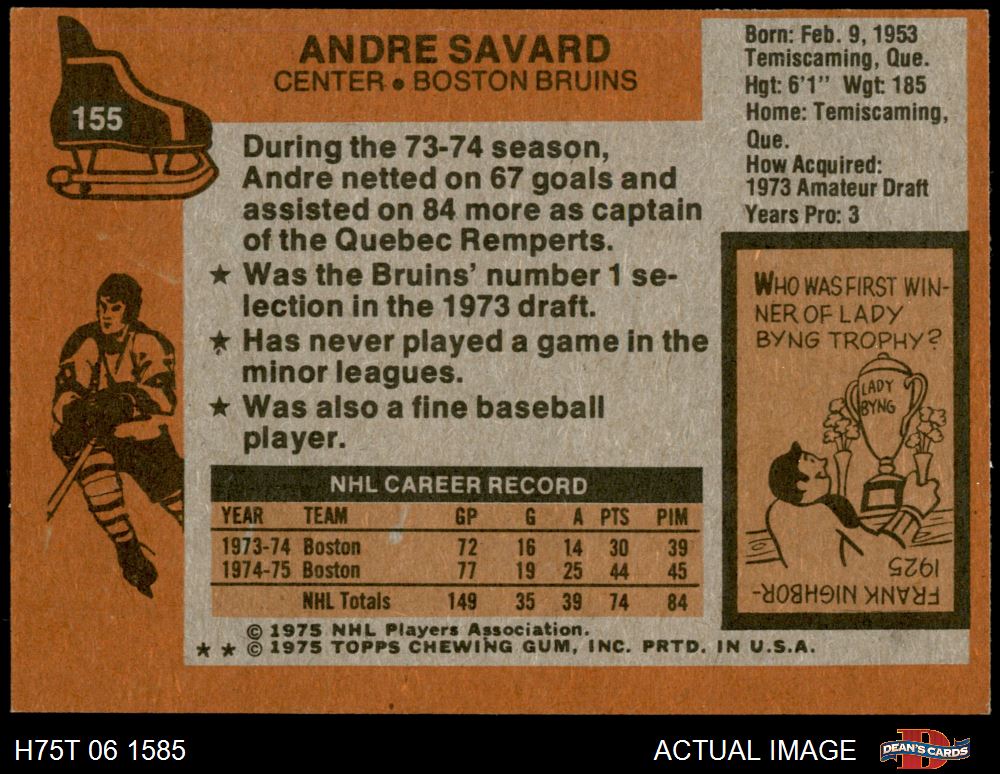 155
ANDRE SAVARD
CENTER • BOSTON BRUINS
Born: Feb. 9, 1953
Temiscaming, Que.
Hgt: 6'1" Wgt: 185
Home: Temiscaming,
Que.
How Acquired:
1973 Amateur Draft
Years Pro: 3
During the 73-74 season,
Andre netted on 67 goals and
assisted on 84 more as captain
of the Quebec Remperts.
★ Was the Bruins' number 1 se-
lection in the 1973 draft.
★ Has never played a game in the
minor leagues.
★ Was also a fine baseball
player.
WHO WAS FIRST WIN-
NER OF LADY
BYNG TROPHY?
LADY
BYNG
FRANK NIGHBOR-
1925
NHL CAREER RECORD
YEAR TEAM GP G A PTS PIM
1973-74 Boston 72 16 14 30 39
1974-75 Boston 77 19 25 44 45
NHL Totals 149 35 39 74 84
© 1975 NHL Players Association.
★ ★ © 1975 TOPPS CHEWING GUM, INC. PRTD. IN U.S.A.
H75T 06 1585
ACTUAL IMAGE
D
DEAN'S CARDS